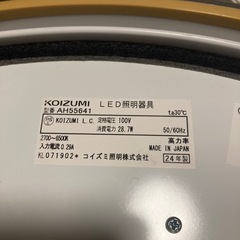 KOIZUMI LED照明器具
型番 AH55641 ta30℃
KOIZUMI L.C. 定格電圧 100V
消費電力 28.7W 50/60Hz
2700~6500K 高力率
入力電流 0.29A MADE IN JAPAN
KL071902* コイズミ照明株式会社 24年製